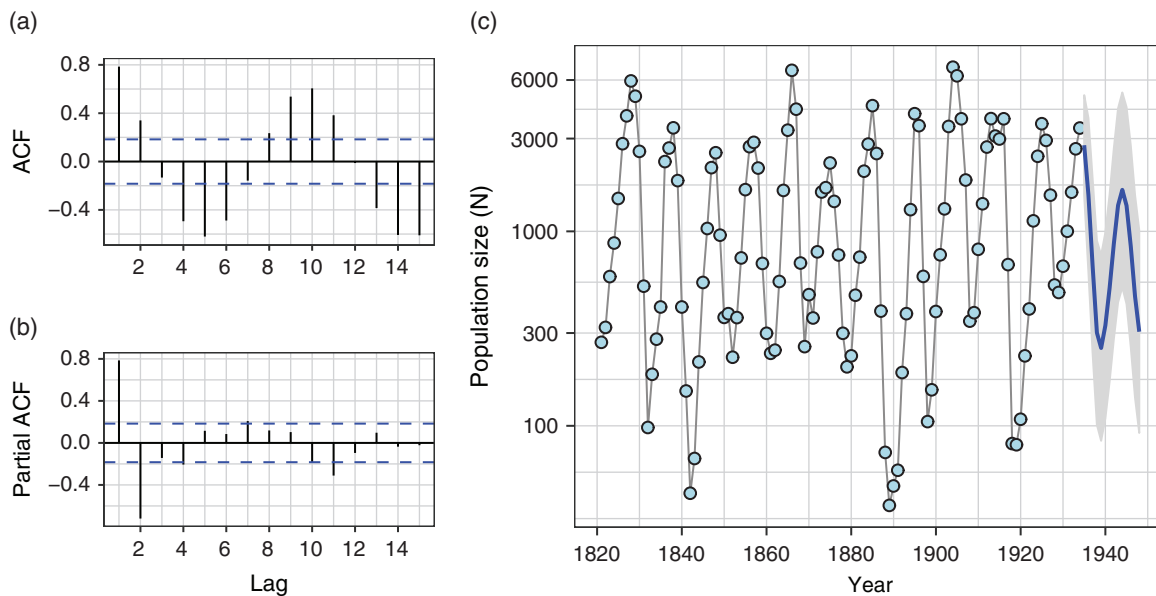 (a)
ACF
0.8
0.4
0.0
−0.4
2 4 6 8 10 12 14
(b)
Partial ACF
0.8
0.4
0.0
−0.4
2 4 6 8 10 12 14
Lag
(c)
Population size (N)
6000
3000
1000
300
100
1820 1840 1860 1880 1900 1920 1940
Year